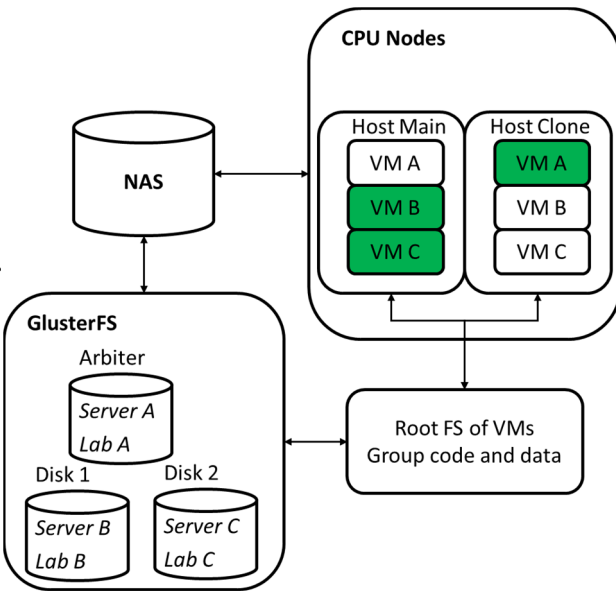 CPU Nodes
Host Main
VM A
VM B
VM C
Host Clone
VM A
VM B
VM C
NAS
GlusterFS
Arbiter
Server A
Lab A
Disk 1
Server B
Lab B
Disk 2
Server C
Lab C
Root FS of VMs
Group code and data